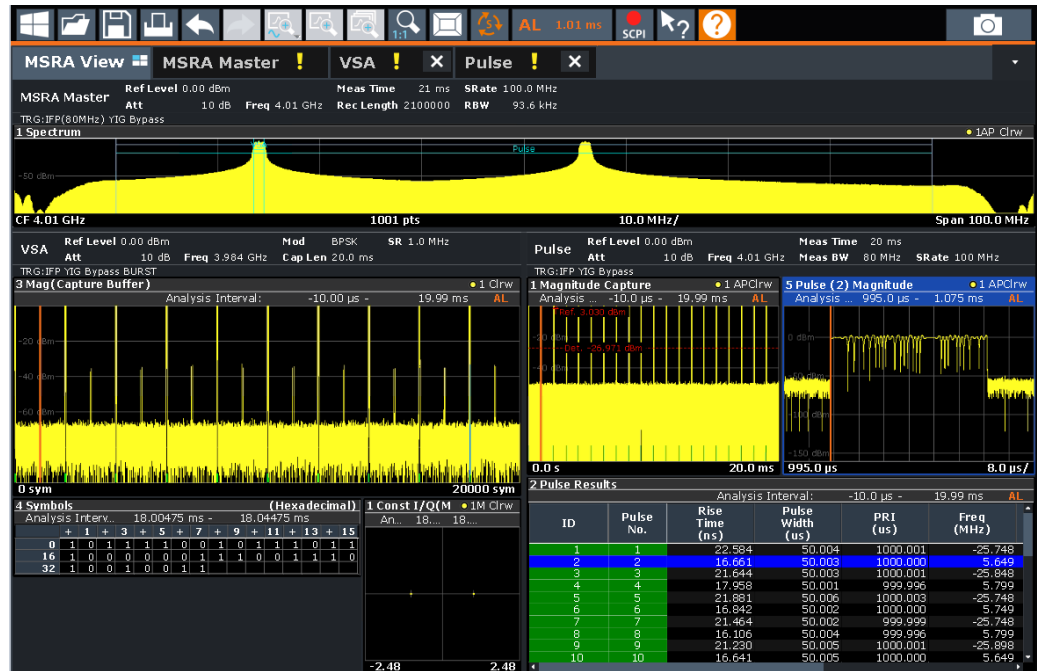 1:1 AL 1.01 ms SCPI ? ?
MSRA View MSRA Master ! VSA ! X Pulse ! X
MSRA Master Ref Level 0.00 dBm Meas Time 21 ms SRate 100.0 MHz
Att 10 dB Freq 4.01 GHz Rec Length 2100000 RBW 93.6 kHz
TRG:IFP(80MHz) YIG Bypass
1 Spectrum 1AP Clrw
Pulse
-50 dBm
CF 4.01 GHz 1001 pts 10.0 MHz/ Span 100.0 MHz
VSA Ref Level 0.00 dBm Mod BPSK SR 1.0 MHz
Att 10 dB Freq 3.984 GHz Cap Len 20.0 ms
TRG:IFP YIG Bypass BURST
3 Mag(Capture Buffer) 1 Clrw
Analysis Interval: -10.00 µs - 19.99 ms AL
-20 dBm
-40 dBm
-60 dBm
0 sym 20000 sym
4 Symbols (Hexadecimal)
Analysis Interv... 18.00475 ms - 18.04475 ms
+ 1 + 3 + 5 + 7 + 9 + 11 + 13 + 15
0 1 0 1 1 1 1 0 0 1 0 1 1 0 1 1
16 1 0 0 0 0 1 0 1 1 1 0 0 1 1 0
32 1 0 0 1 0 0 1 1
1 Const I/Q(M 1M Clrw
An... 18.... 18....
-2.48 2.48
Pulse Ref Level 0.00 dBm Meas Time 20 ms
Att 10 dB Freq 4.01 GHz Meas BW 80 MHz SRate 100 MHz
TRG:IFP YIG Bypass
1 Magnitude Capture 1 APClrw
Analysis ... -10.0 µs - 19.99 ms AL
Ref. 3.030 dBm
-20 dBm
Det. -26.971 dBm
-40 dBm
0.0 s 20.0 ms
5 Pulse (2) Magnitude 1 APClrw
Analysis ... 995.0 µs - 1.075 ms AL
0 dBm
-50 dBm
-100 dBm
-150 dBm
995.0 µs 8.0 µs/
2 Pulse Results
Analysis Interval: -10.0 µs - 19.99 ms AL
ID Pulse No. Rise Time (ns) Pulse Width (us) PRI (us) Freq (MHz)
1 1 22.584 50.004 1000.001 -25.748
2 2 16.661 50.003 1000.000 5.649
3 3 21.644 50.003 1000.001 -25.848
4 4 17.958 50.001 999.996 5.799
5 5 21.881 50.006 1000.003 -25.748
6 6 16.842 50.002 1000.000 5.749
7 7 21.464 50.002 999.999 -25.748
8 8 16.106 50.004 999.996 5.799
9 9 21.230 50.005 1000.001 -25.898
10 10 16.641 50.005 1000.000 5.649